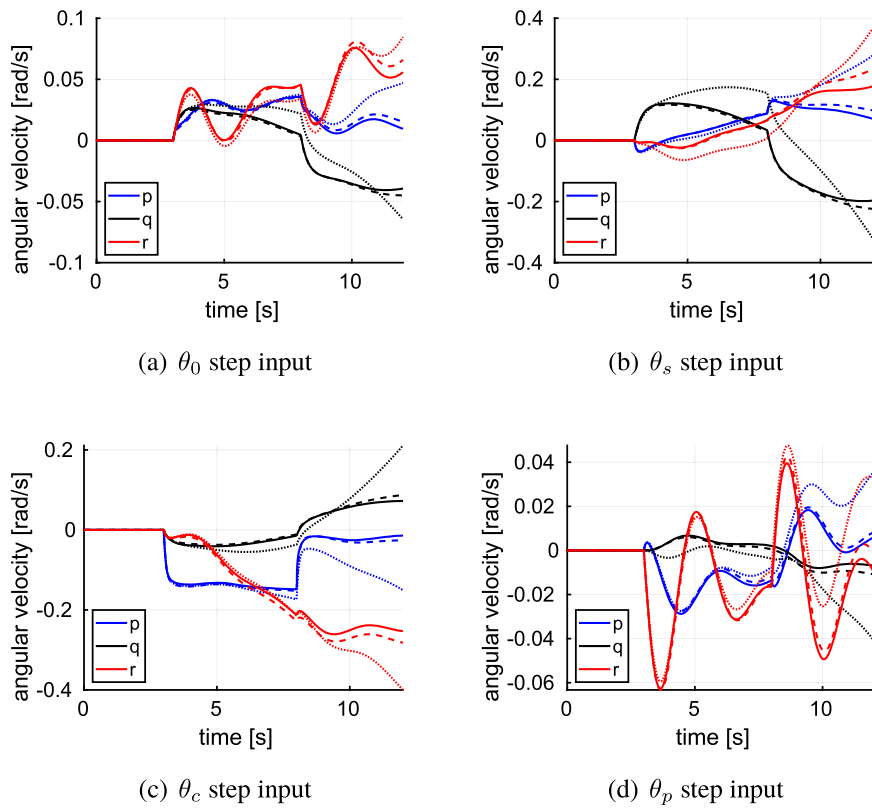 0.1
0.05
0
-0.05
-0.1
angular velocity [rad/s]
p
q
r
0 5 10
time [s]
(a) θ₀ step input
0.4
0.2
0
-0.2
-0.4
angular velocity [rad/s]
p
q
r
0 5 10
time [s]
(b) θₛ step input
0.2
0
-0.2
-0.4
angular velocity [rad/s]
p
q
r
0 5 10
time [s]
(c) θ_c step input
0.04
0.02
0
-0.02
-0.04
-0.06
angular velocity [rad/s]
p
q
r
0 5 10
time [s]
(d) θₚ step input